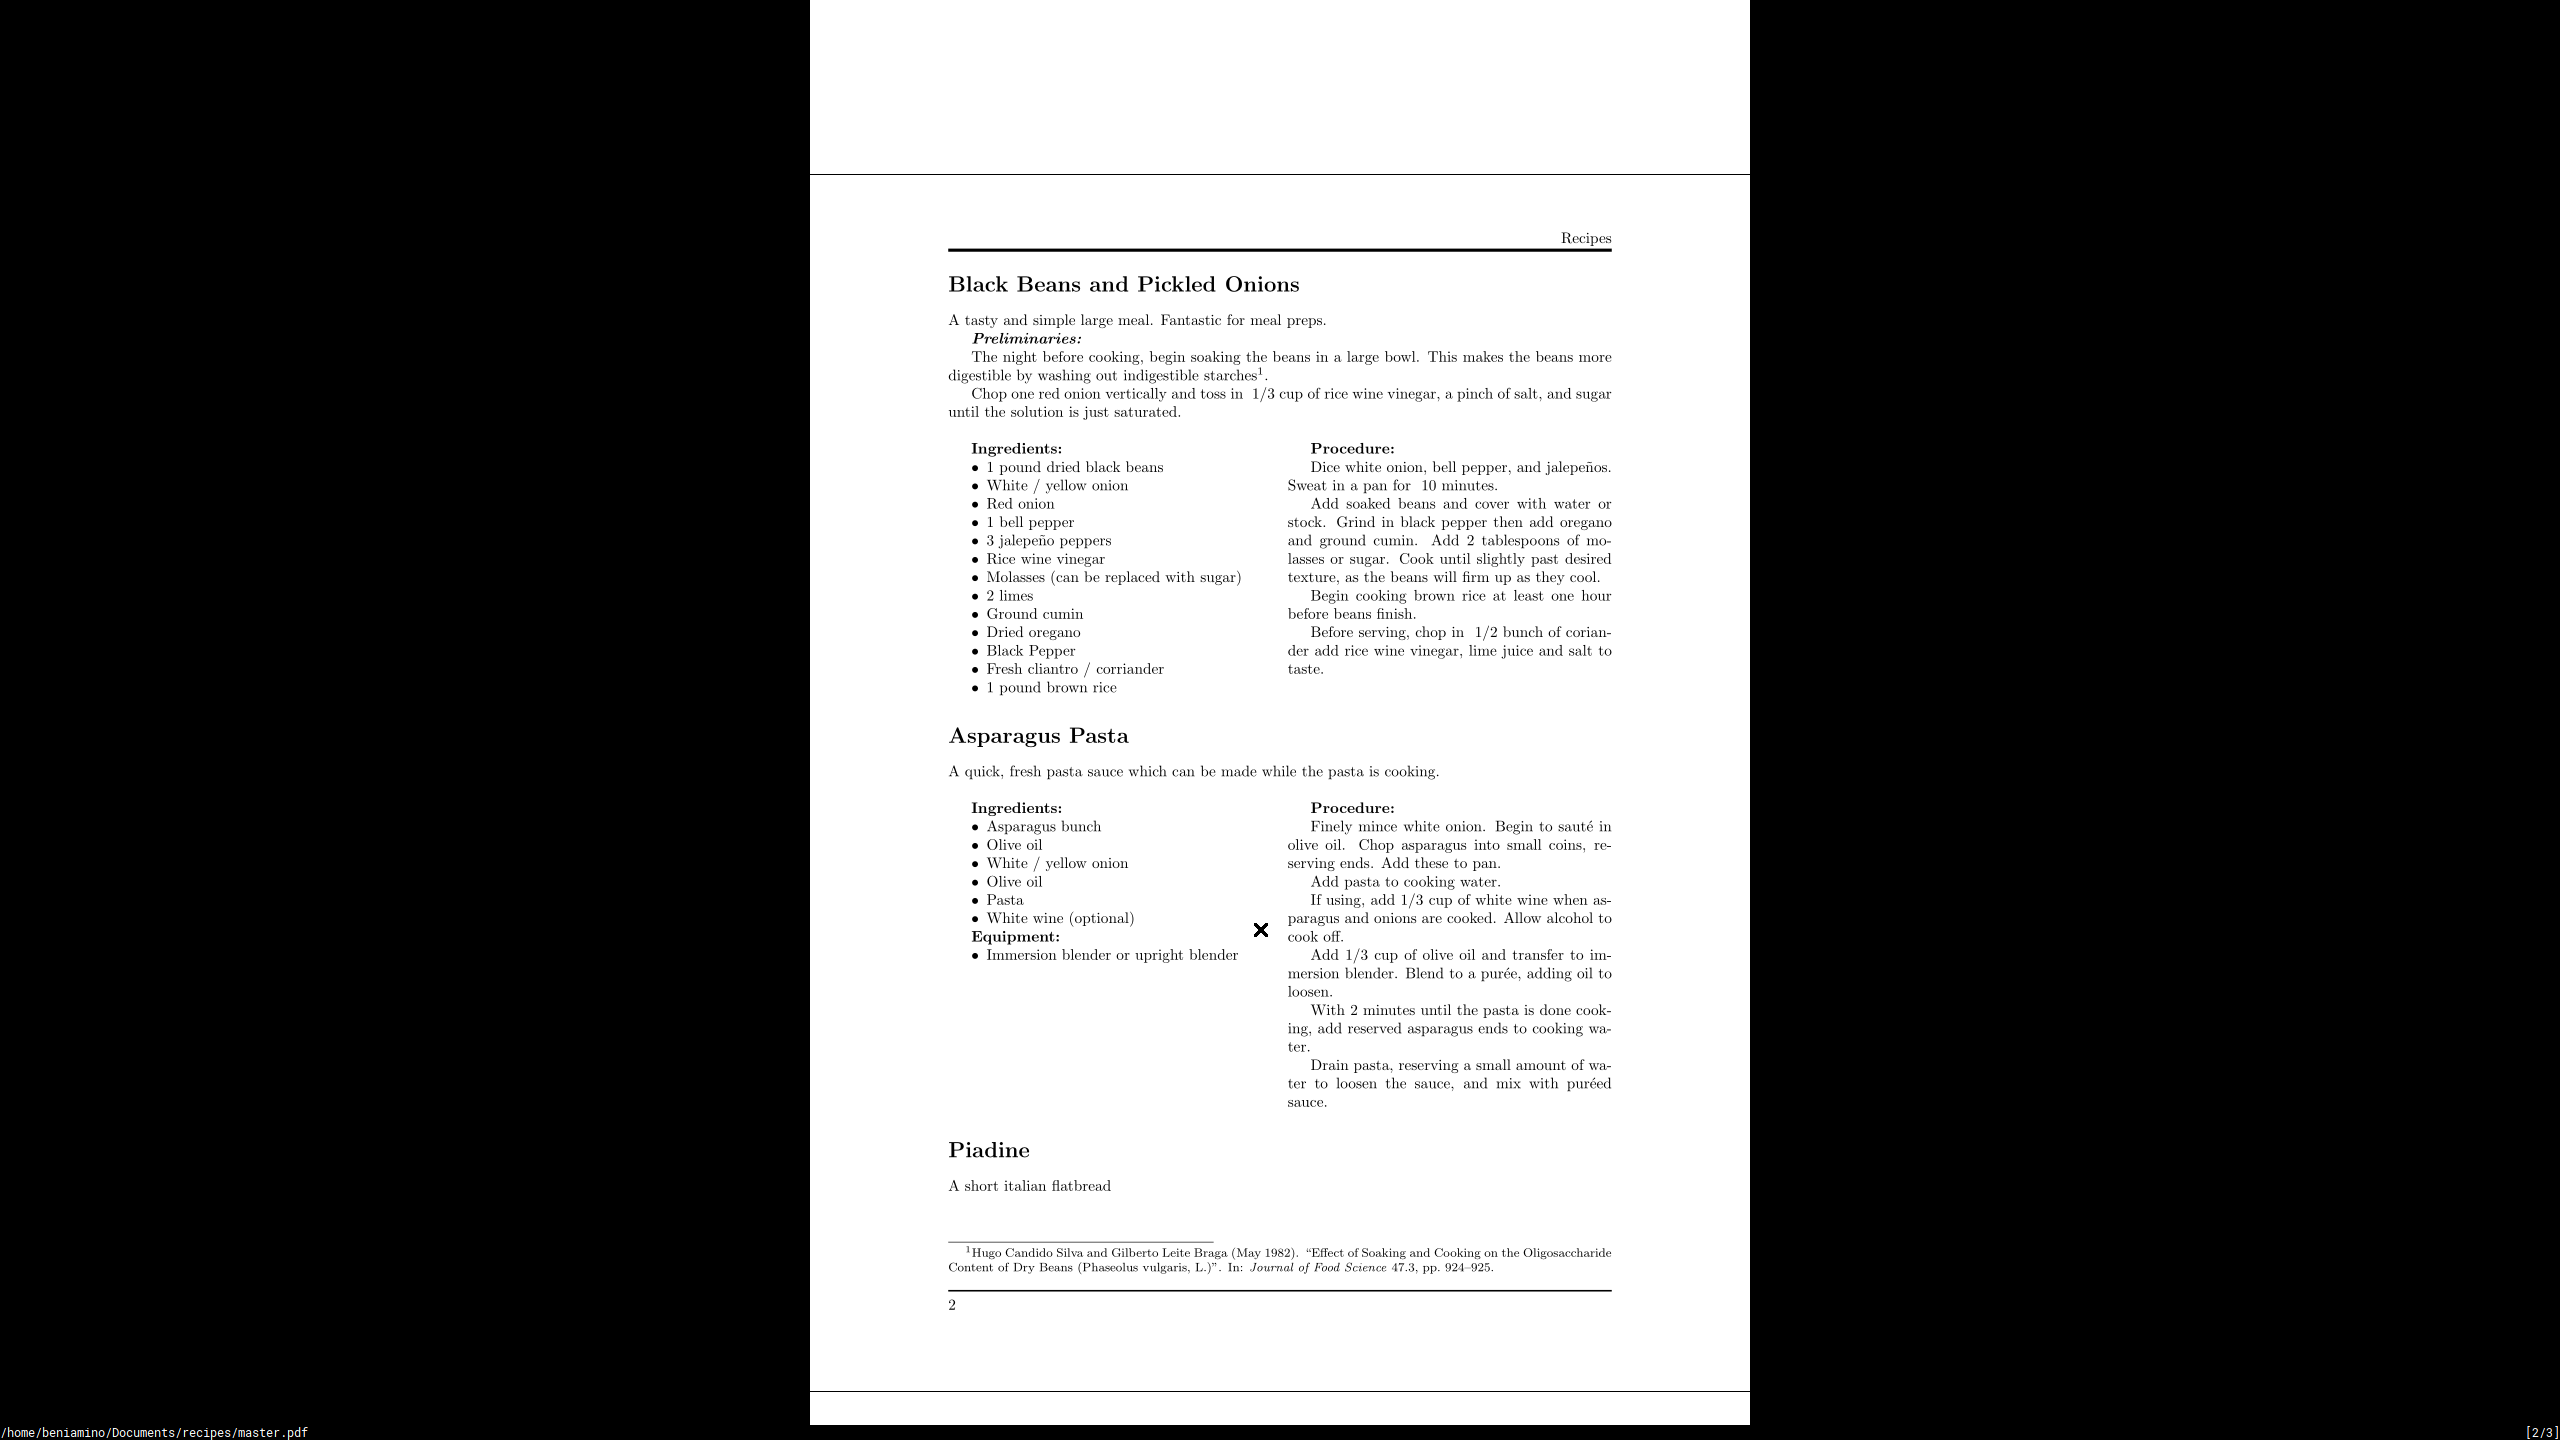 Recipes
Black Beans and Pickled Onions
A tasty and simple large meal. Fantastic for meal preps.
Preliminaries:
The night before cooking, begin soaking the beans in a large bowl. This makes the beans more
digestible by washing out indigestible starches¹.
Chop one red onion vertically and toss in 1/3 cup of rice wine vinegar, a pinch of salt, and sugar
until the solution is just saturated.
Ingredients:
• 1 pound dried black beans
• White / yellow onion
• Red onion
• 1 bell pepper
• 3 jalepeño peppers
• Rice wine vinegar
• Molasses (can be replaced with sugar)
• 2 limes
• Ground cumin
• Dried oregano
• Black Pepper
• Fresh cliantro / corriander
• 1 pound brown rice
Procedure:
Dice white onion, bell pepper, and jalepeños.
Sweat in a pan for 10 minutes.
Add soaked beans and cover with water or
stock. Grind in black pepper then add oregano
and ground cumin. Add 2 tablespoons of mo-
lasses or sugar. Cook until slightly past desired
texture, as the beans will firm up as they cool.
Begin cooking brown rice at least one hour
before beans finish.
Before serving, chop in 1/2 bunch of corian-
der add rice wine vinegar, lime juice and salt to
taste.
Asparagus Pasta
A quick, fresh pasta sauce which can be made while the pasta is cooking.
Ingredients:
• Asparagus bunch
• Olive oil
• White / yellow onion
• Olive oil
• Pasta
• White wine (optional)
Equipment:
• Immersion blender or upright blender
Procedure:
Finely mince white onion. Begin to sauté in
olive oil. Chop asparagus into small coins, re-
serving ends. Add these to pan.
Add pasta to cooking water.
If using, add 1/3 cup of white wine when as-
paragus and onions are cooked. Allow alcohol to
cook off.
Add 1/3 cup of olive oil and transfer to im-
mersion blender. Blend to a purée, adding oil to
loosen.
With 2 minutes until the pasta is done cook-
ing, add reserved asparagus ends to cooking wa-
ter.
Drain pasta, reserving a small amount of wa-
ter to loosen the sauce, and mix with puréed
sauce.
Piadine
A short italian flatbread
¹Hugo Candido Silva and Gilberto Leite Braga (May 1982). “Effect of Soaking and Cooking on the Oligosaccharide
Content of Dry Beans (Phaseolus vulgaris, L.)”. In: Journal of Food Science 47.3, pp. 924–925.
2
/home/beniamino/Documents/recipes/master.pdf
[2/3]